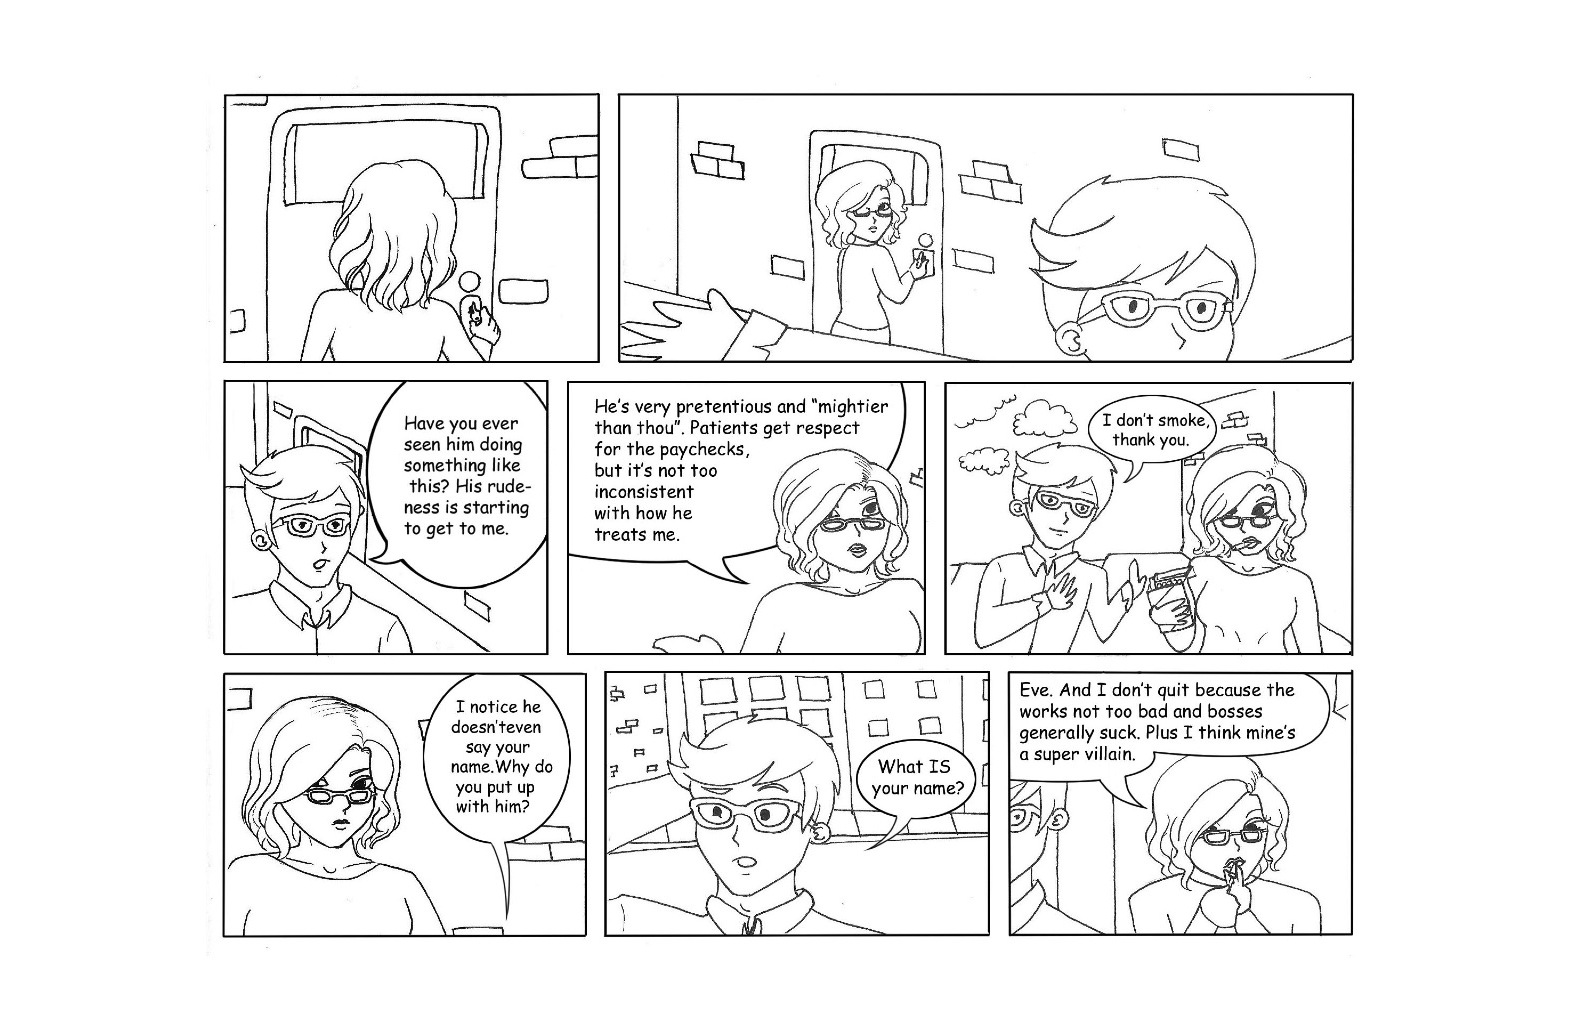 Have you ever
seen him doing
something like
this? His rude-
ness is starting
to get to me.
He's very pretentious and "mightier
than thou". Patients get respect
for the paychecks,
but it's not too
inconsistent
with how he
treats me.
I don't smoke,
thank you.
I notice he
doesn'teven
say your
name.Why do
you put up
with him?
What IS
your name?
Eve. And I don't quit because the
works not too bad and bosses
generally suck. Plus I think mine's
a super villain.